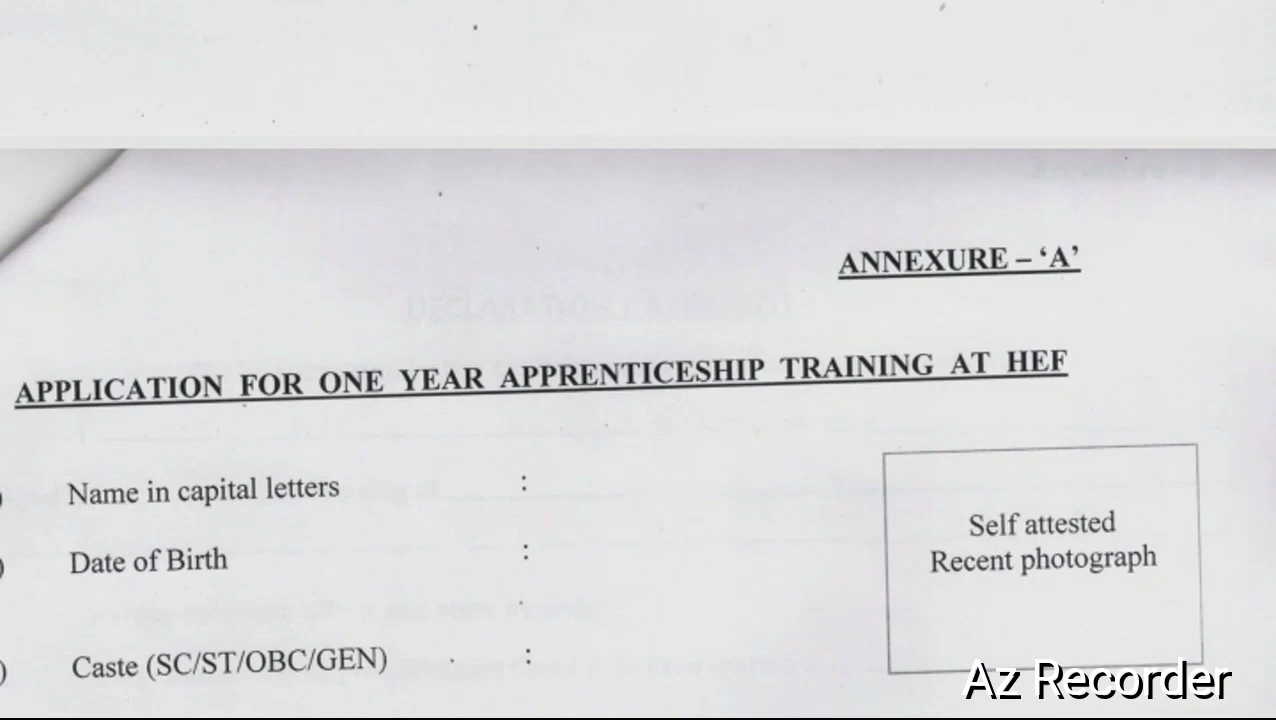 ANNEXURE – ‘A’
APPLICATION FOR ONE YEAR APPRENTICESHIP TRAINING AT HEF
) Name in capital letters :
) Date of Birth :
Self attested
Recent photograph
) Caste (SC/ST/OBC/GEN) :
Az Recorder